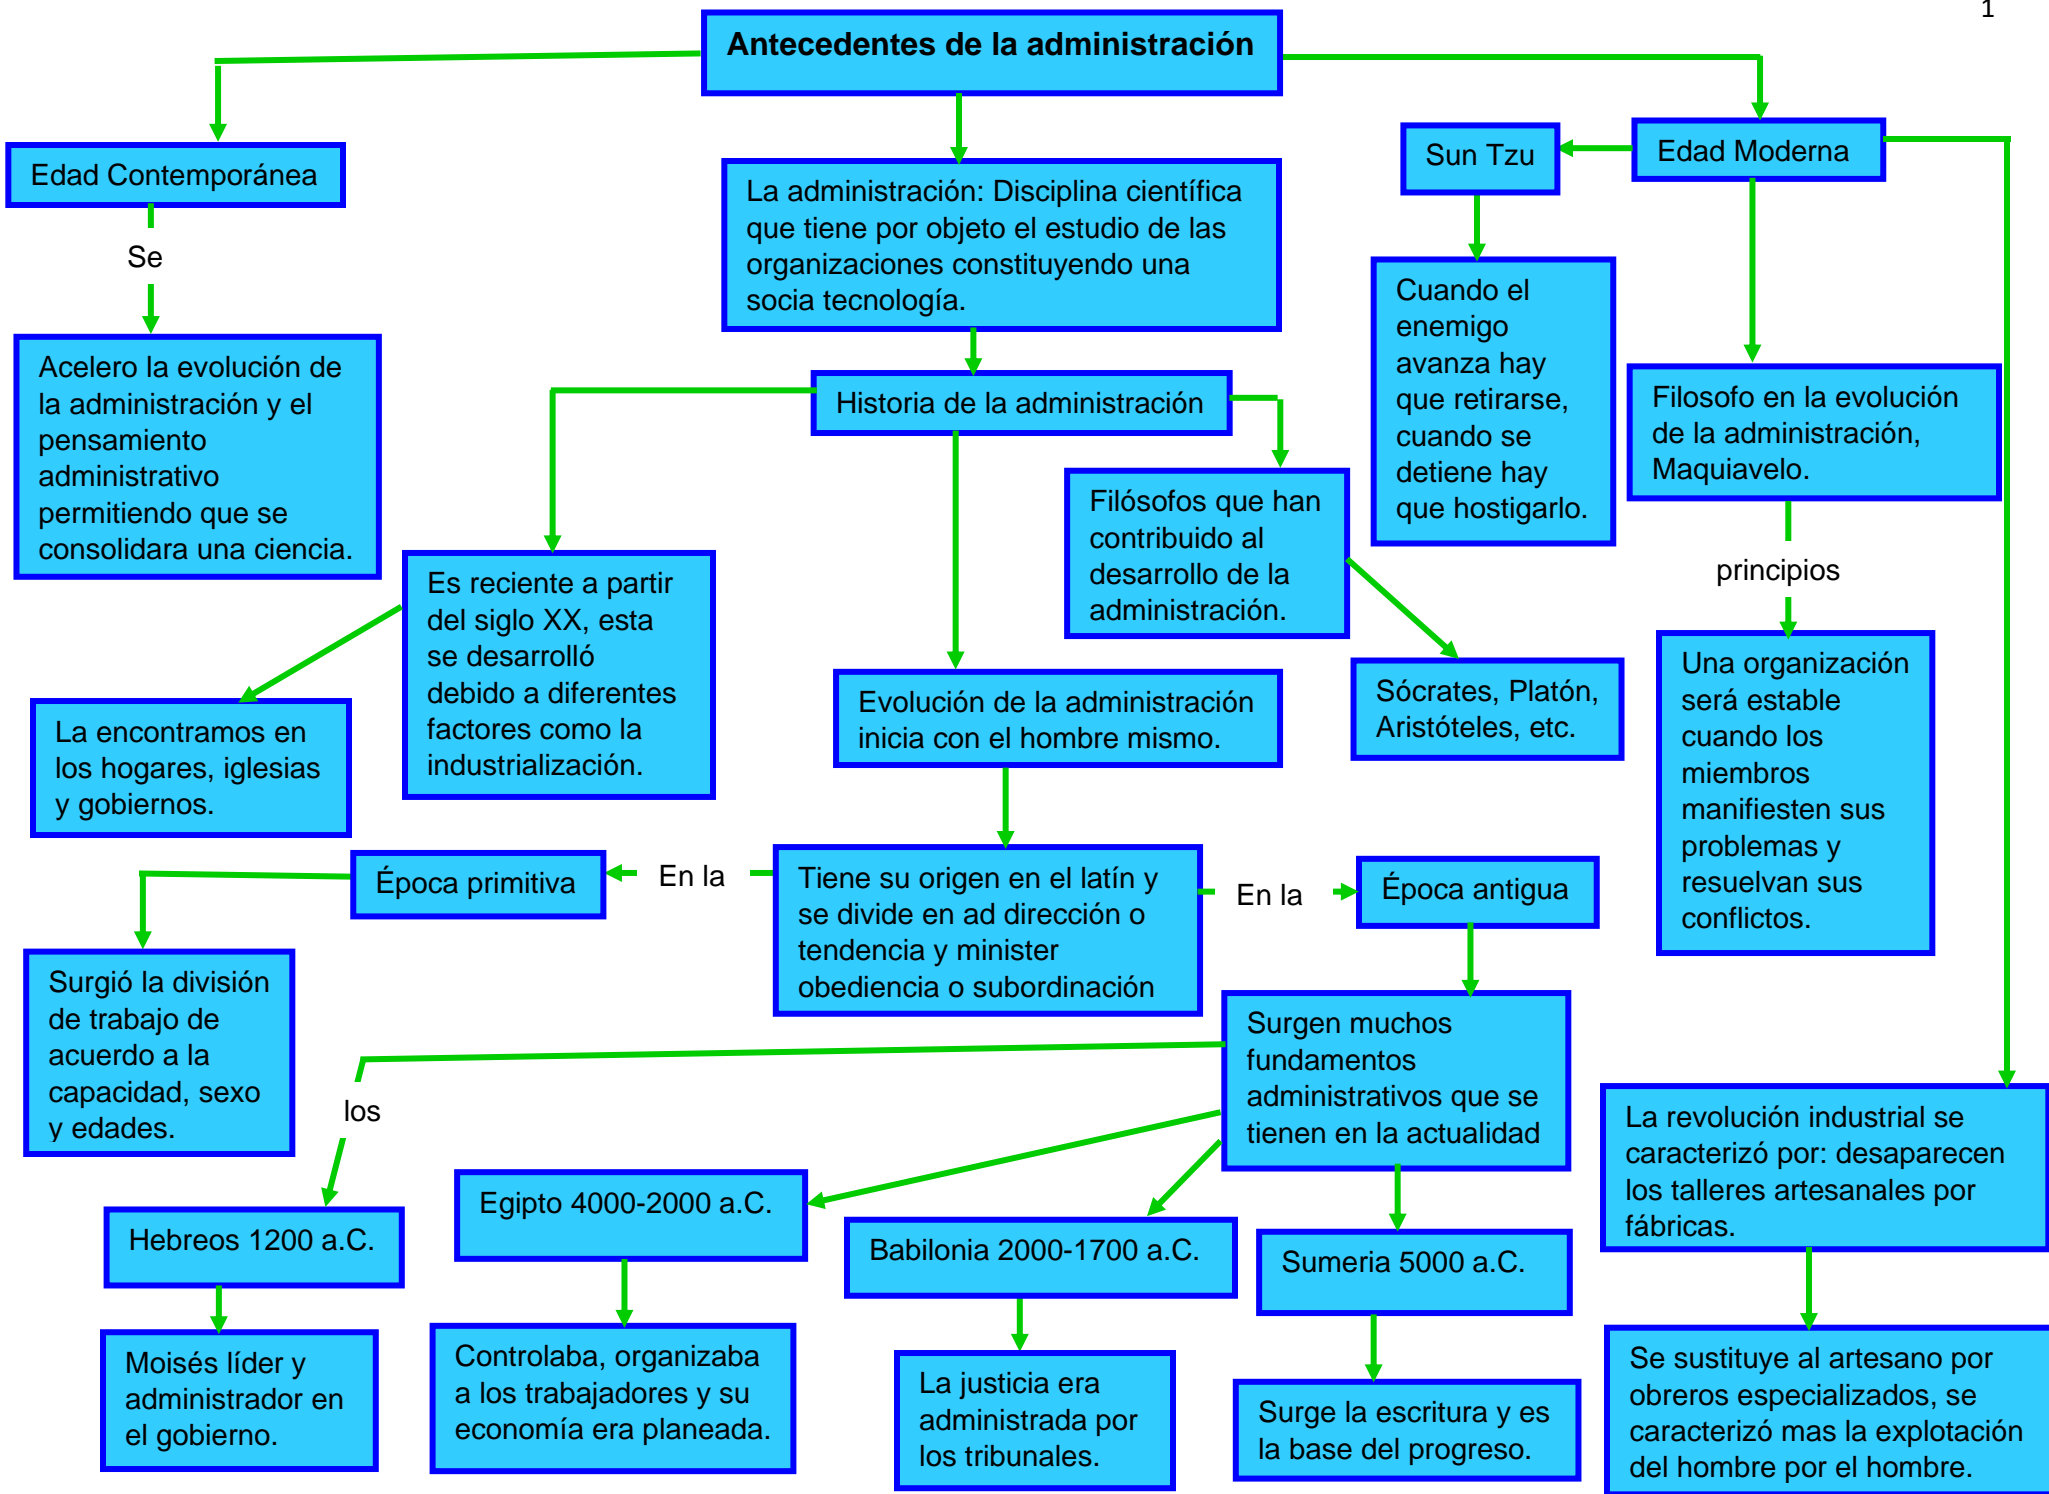 1
Antecedentes de la administración
Edad Contemporánea
Se
Acelero la evolución de
la administración y el
pensamiento
administrativo
permitiendo que se
consolidara una ciencia.
La administración: Disciplina científica
que tiene por objeto el estudio de las
organizaciones constituyendo una
socia tecnología.
Sun Tzu
Edad Moderna
Cuando el
enemigo
avanza hay
que retirarse,
cuando se
detiene hay
que hostigarlo.
Filosofo en la evolución
de la administración,
Maquiavelo.
principios
Una organización
será estable
cuando los
miembros
manifiesten sus
problemas y
resuelvan sus
conflictos.
Historia de la administración
Filósofos que han
contribuido al
desarrollo de la
administración.
Sócrates, Platón,
Aristóteles, etc.
Es reciente a partir
del siglo XX, esta
se desarrolló
debido a diferentes
factores como la
industrialización.
La encontramos en
los hogares, iglesias
y gobiernos.
Evolución de la administración
inicia con el hombre mismo.
Época primitiva
En la
Tiene su origen en el latín y
se divide en ad dirección o
tendencia y minister
obediencia o subordinación
En la
Época antigua
Surgió la división
de trabajo de
acuerdo a la
capacidad, sexo
y edades.
Surgen muchos
fundamentos
administrativos que se
tienen en la actualidad
los
Hebreos 1200 a.C.
Egipto 4000-2000 a.C.
Babilonia 2000-1700 a.C.
Sumeria 5000 a.C.
La revolución industrial se
caracterizó por: desaparecen
los talleres artesanales por
fábricas.
Moisés líder y
administrador en
el gobierno.
Controlaba, organizaba
a los trabajadores y su
economía era planeada.
La justicia era
administrada por
los tribunales.
Surge la escritura y es
la base del progreso.
Se sustituye al artesano por
obreros especializados, se
caracterizó mas la explotación
del hombre por el hombre.